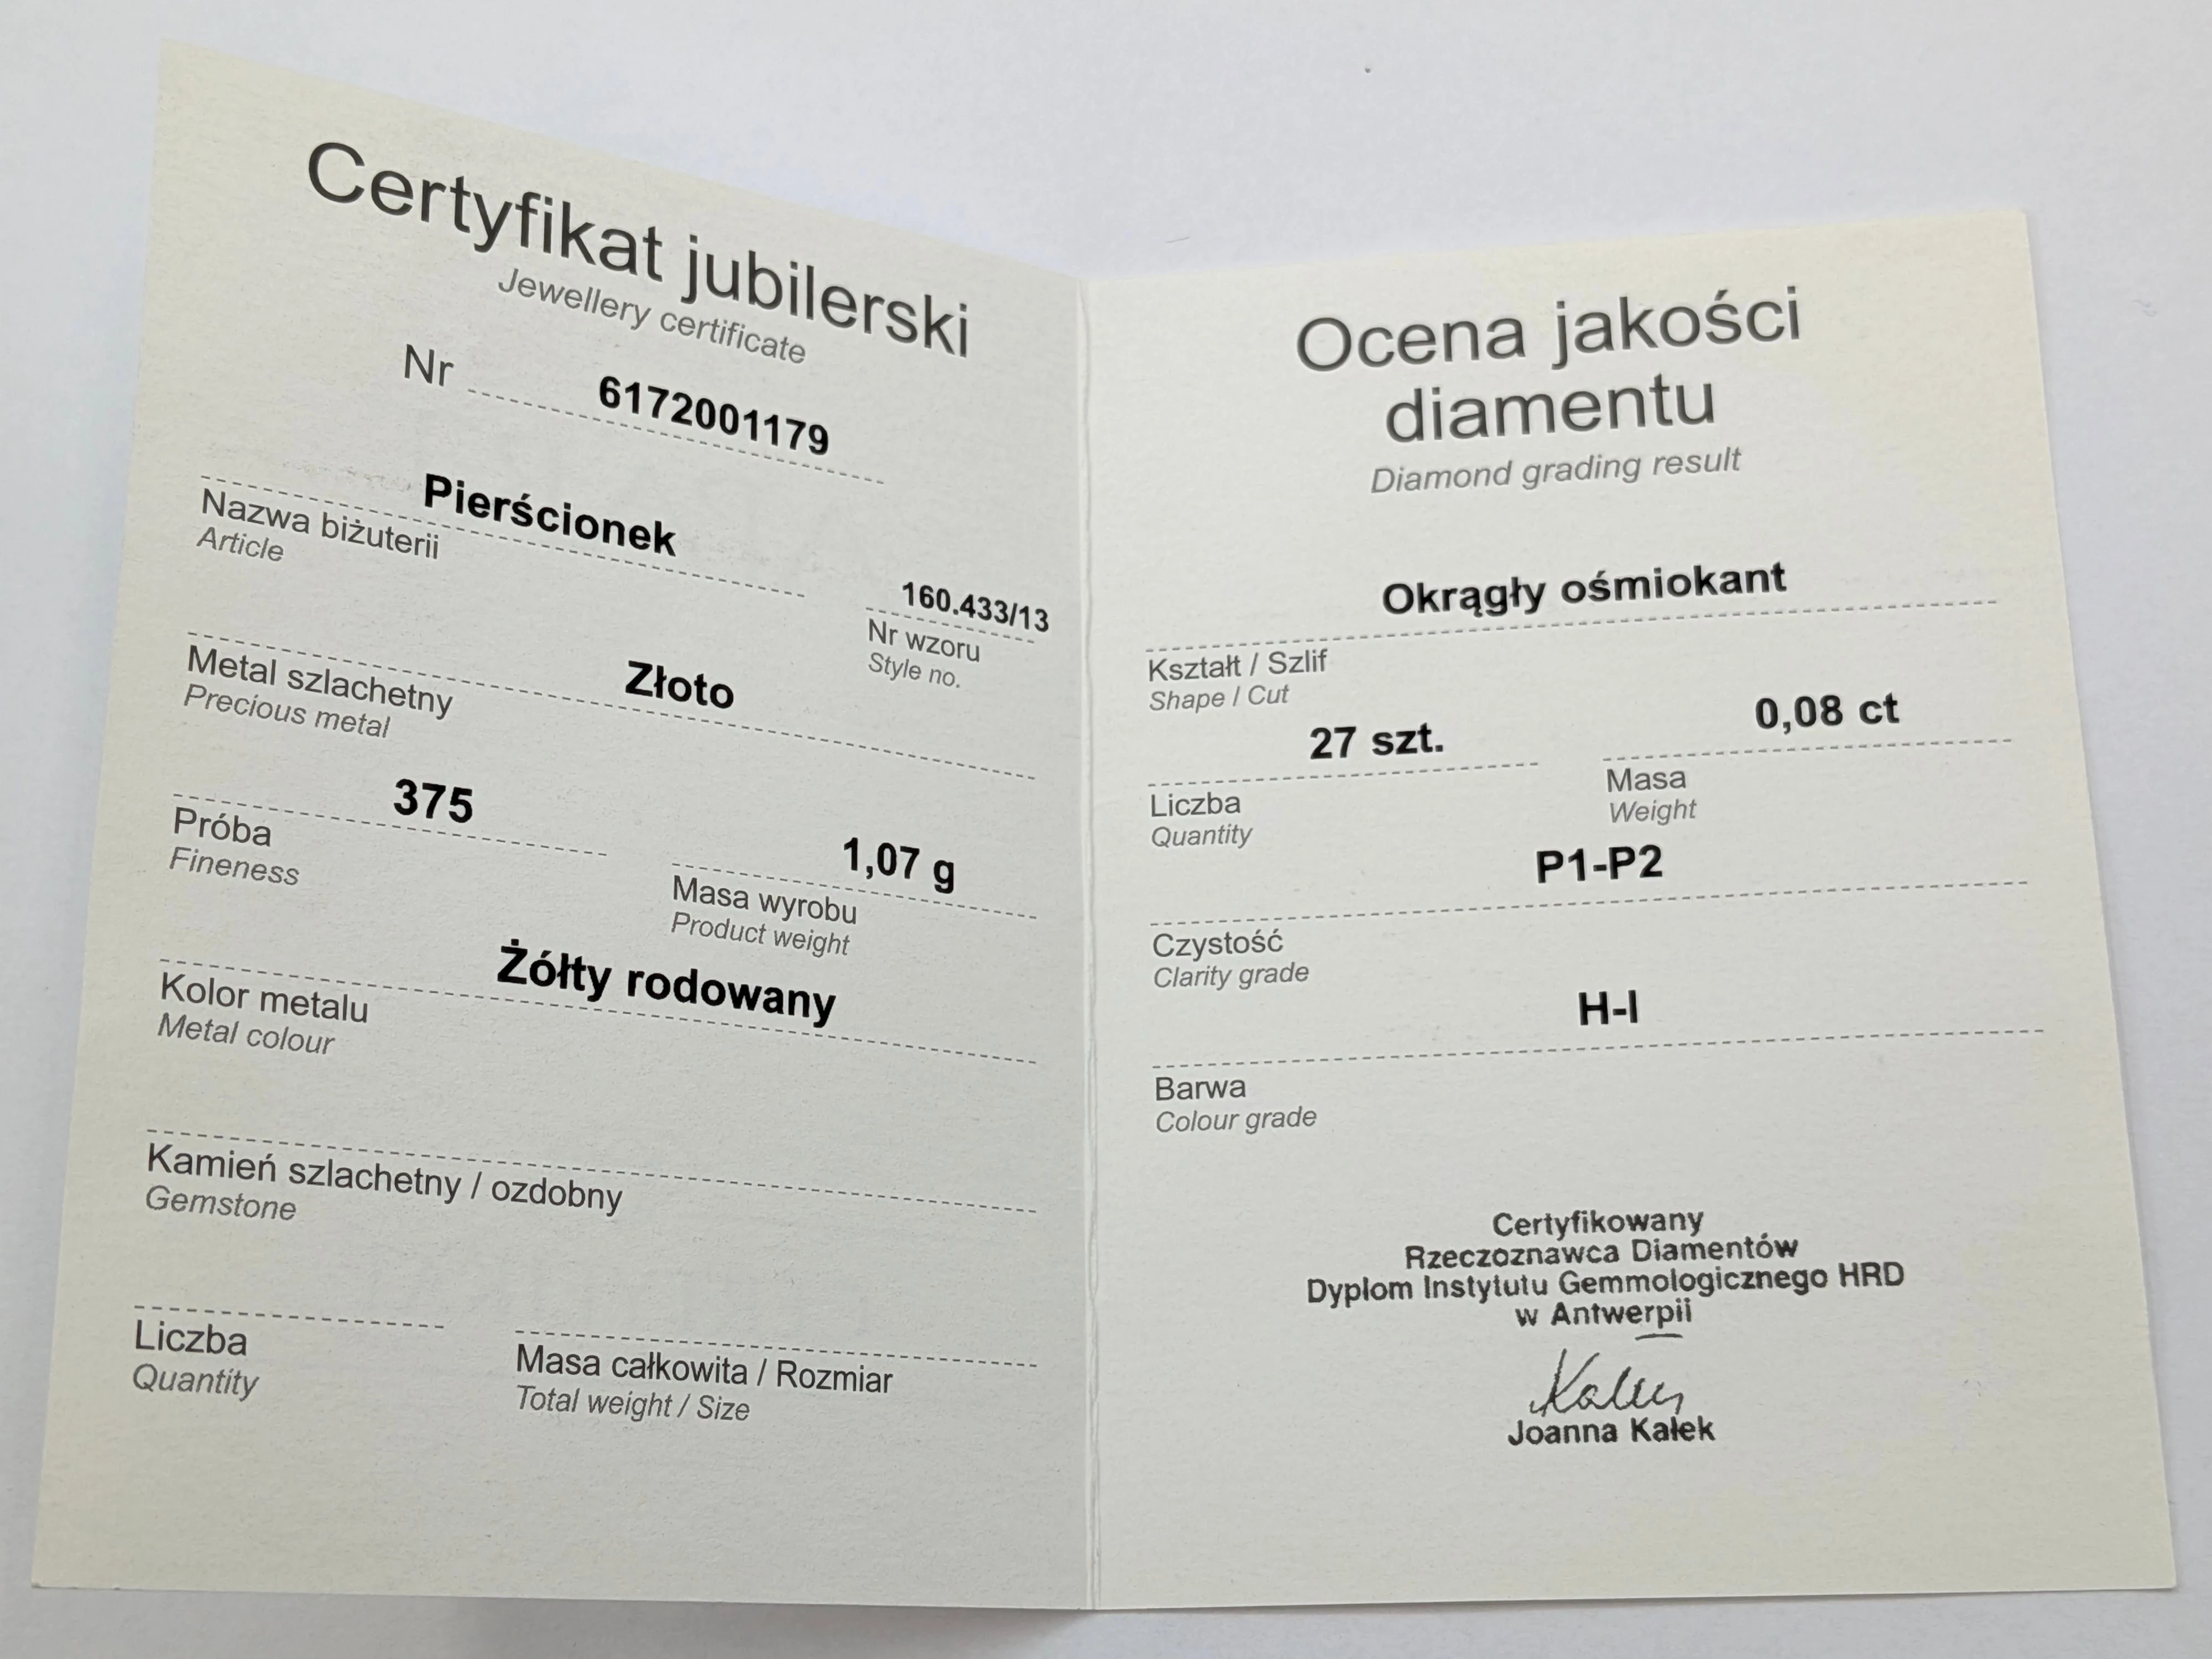 Certyfikat jubilerski
Jewellery certificate
Nr 6172001179
Pierścionek
Nazwa biżuterii
Article
160.433/13
Nr wzoru
Style no.
Złoto
Metal szlachetny
Precious metal
375
Próba
Fineness
1,07 g
Masa wyrobu
Product weight
Żółty rodowany
Kolor metalu
Metal colour
Kamień szlachetny / ozdobny
Gemstone
Liczba
Quantity
Masa całkowita / Rozmiar
Total weight / Size
Ocena jakości
diamentu
Diamond grading result
Okrągły ośmiokant
Kształt / Szlif
Shape / Cut
27 szt.
Liczba
Quantity
0,08 ct
Masa
Weight
P1-P2
Czystość
Clarity grade
H-I
Barwa
Colour grade
Certyfikowany
Rzeczoznawca Diamentów
Dyplom Instytutu Gemmologicznego HRD
w Antwerpii
Joanna Kałek